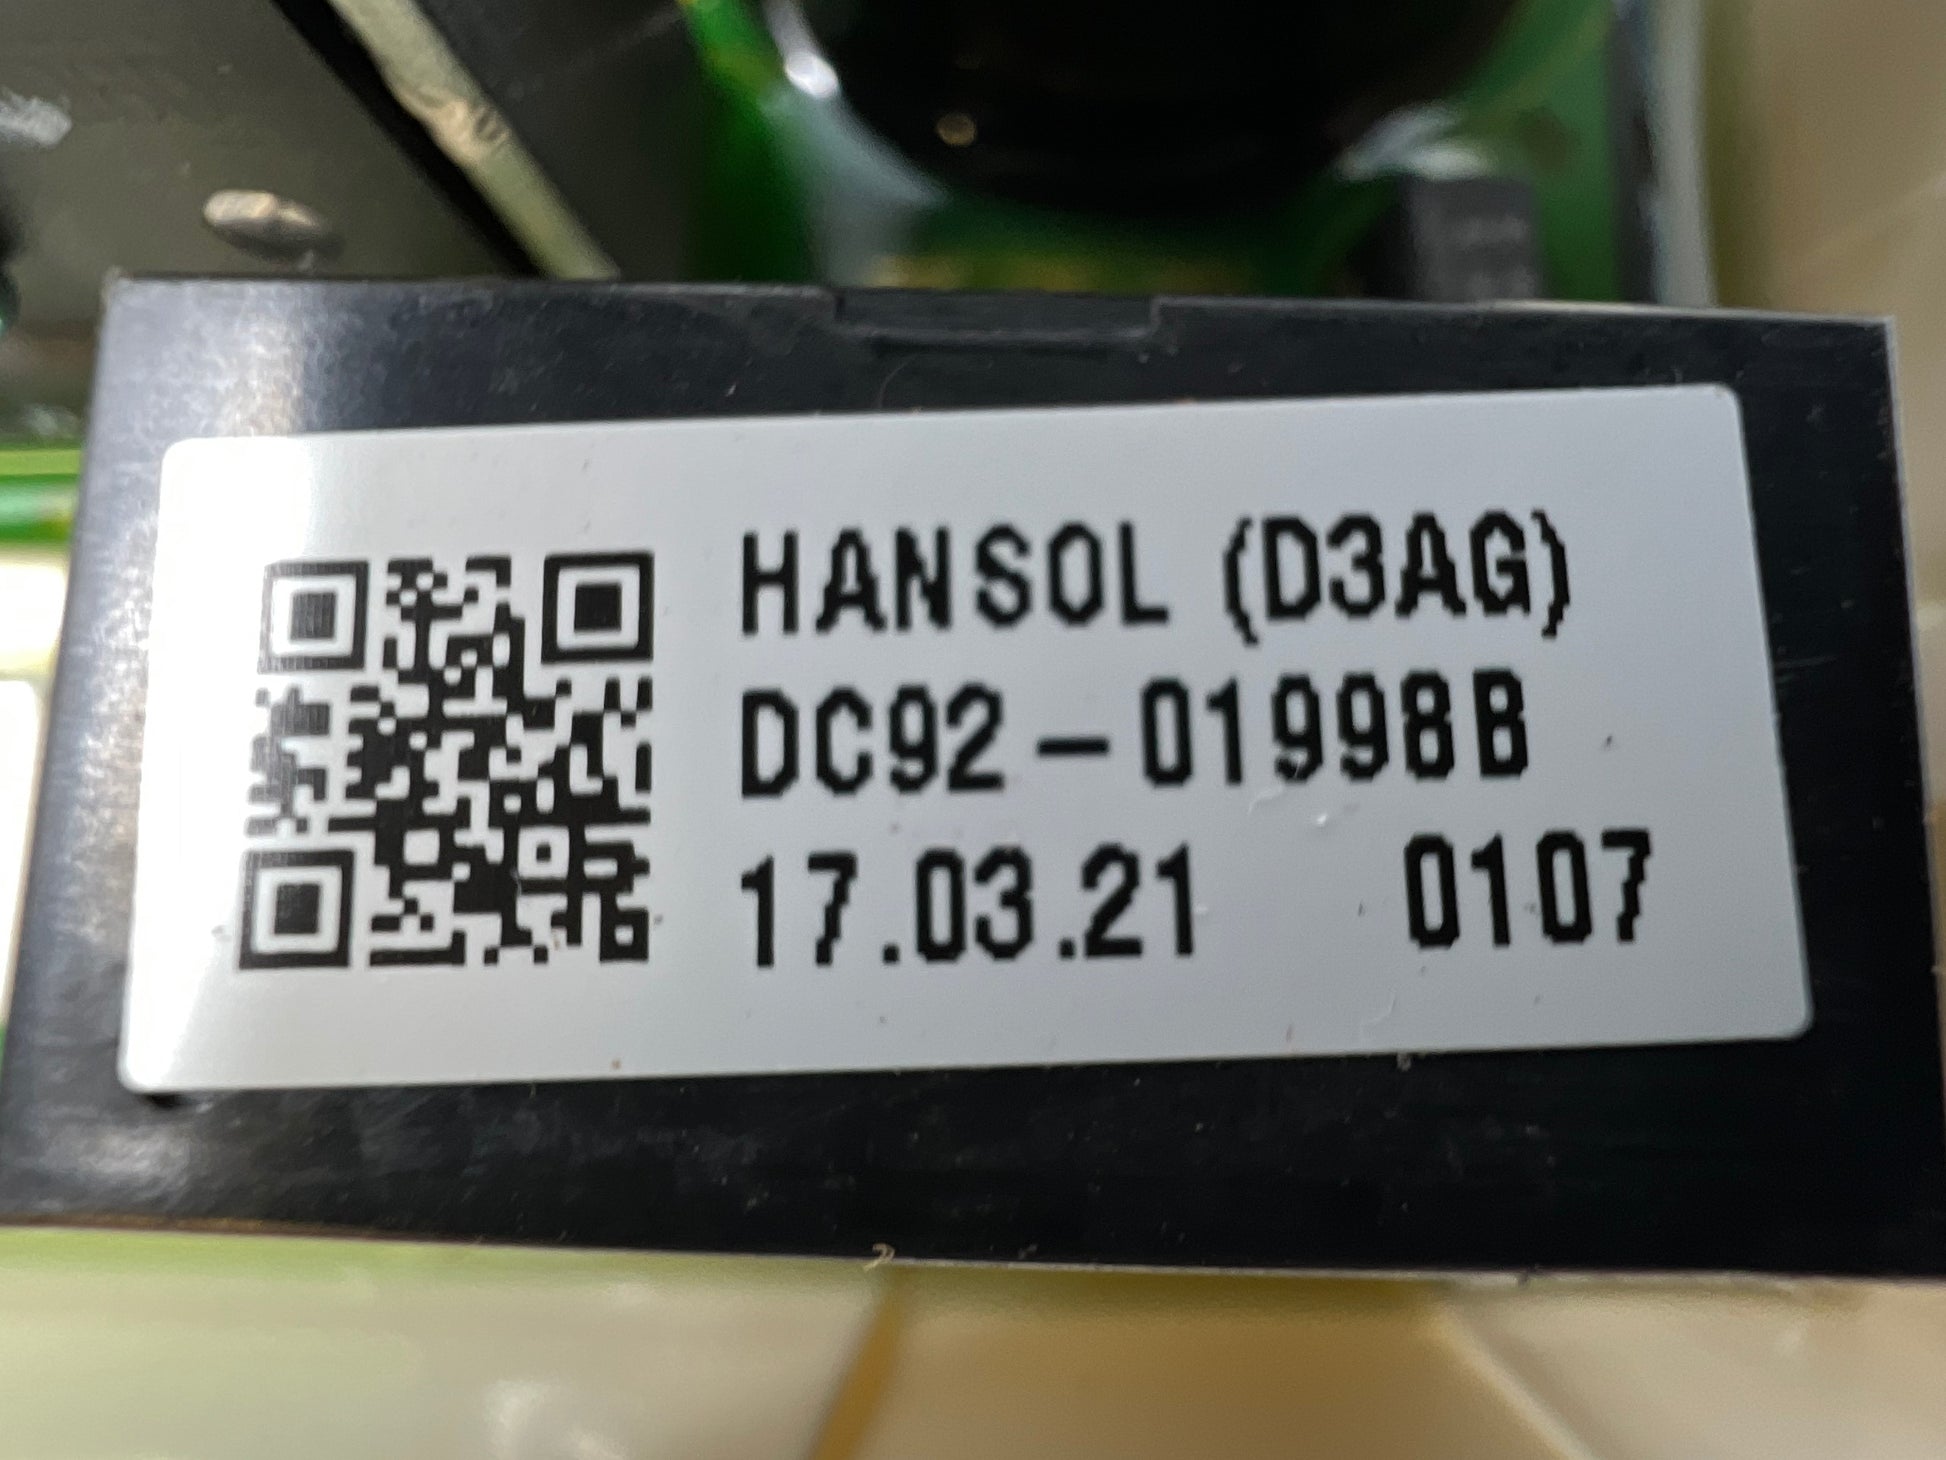 HANSOL (D3AG)
DC92-01998B
17.03.21 0107